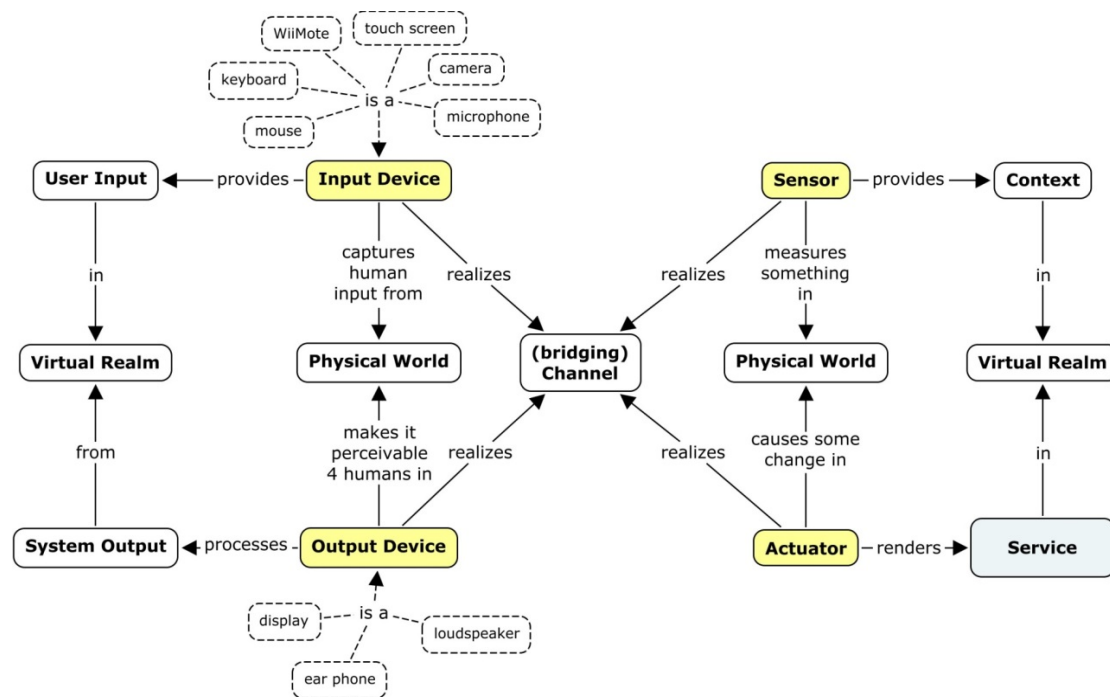 WiiMote
touch screen
keyboard
camera
is a
mouse
microphone
User Input
provides
Input Device
Sensor
provides
Context
in
captures
human
input from
realizes
realizes
measures
something
in
in
Virtual Realm
Physical World
(bridging)
Channel
Physical World
Virtual Realm
from
makes it
perceivable
4 humans in
realizes
realizes
causes some
change in
in
System Output
processes
Output Device
Actuator
renders
Service
display
is a
loudspeaker
ear phone